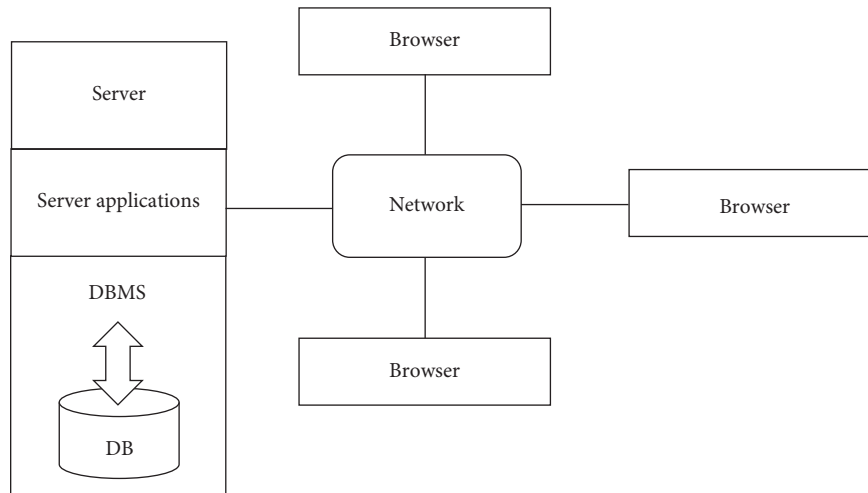 Browser
Server
Server applications
Network
Browser
DBMS
Browser
DB